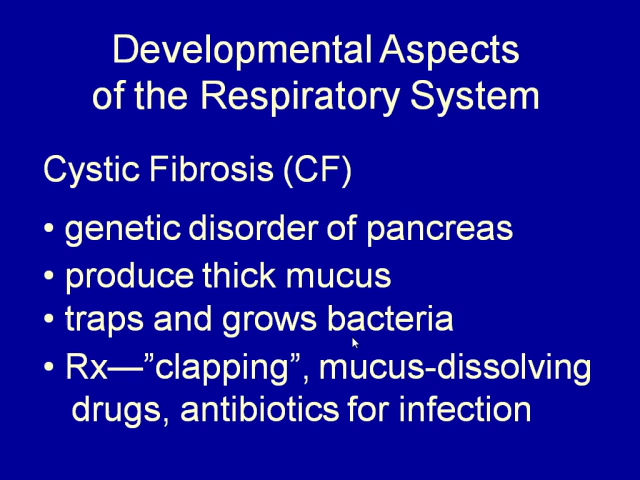 Developmental Aspects
of the Respiratory System
Cystic Fibrosis (CF)
• genetic disorder of pancreas
• produce thick mucus
• traps and grows bacteria
• Rx—”clapping”, mucus-dissolving
drugs, antibiotics for infection